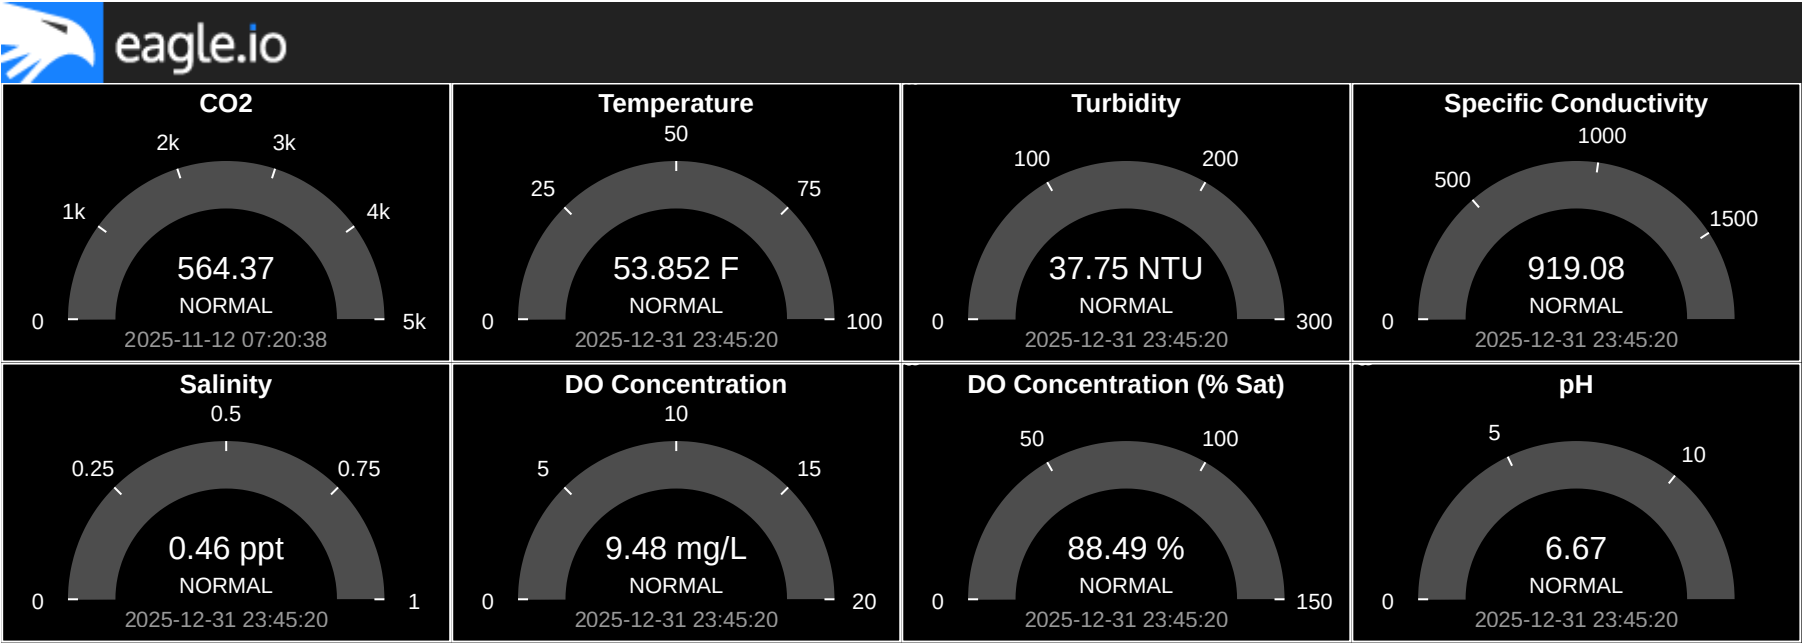 eagle.io
CO2
2k
3k
1k
4k
564.37
NORMAL
0
5k
2025-11-12 07:20:38
Temperature
50
25
75
53.852 F
NORMAL
0
100
2025-12-31 23:45:20
Turbidity
100
200
37.75 NTU
NORMAL
0
300
2025-12-31 23:45:20
Specific Conductivity
1000
500
1500
919.08
NORMAL
0
2025-12-31 23:45:20
Salinity
0.5
0.25
0.75
0.46 ppt
NORMAL
0
1
2025-12-31 23:45:20
DO Concentration
10
5
15
9.48 mg/L
NORMAL
0
20
2025-12-31 23:45:20
DO Concentration (% Sat)
50
100
88.49 %
NORMAL
0
150
2025-12-31 23:45:20
pH
5
10
6.67
NORMAL
0
2025-12-31 23:45:20